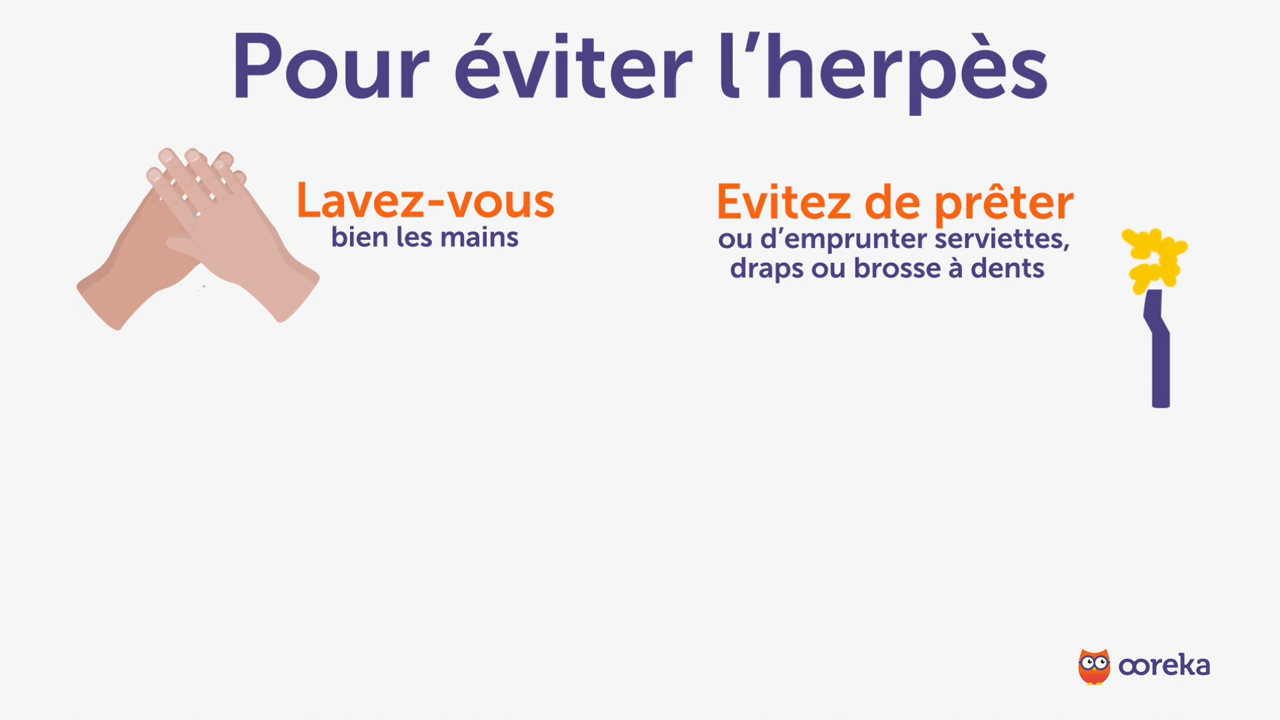 Pour éviter l’herpès
Lavez-vous
bien les mains
Evitez de prêter
ou d’emprunter serviettes,
draps ou brosse à dents
ooreka